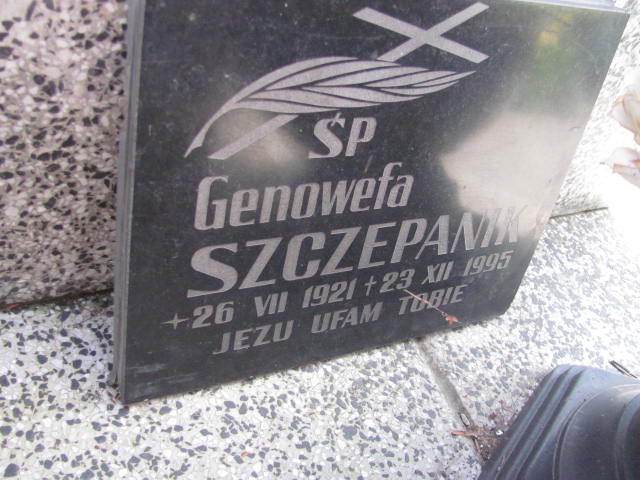 ŚP
Genowefa
SZCZEPANIK
+26 VII 1921 †23 XII 1995
JEZU UFAM TOBIE